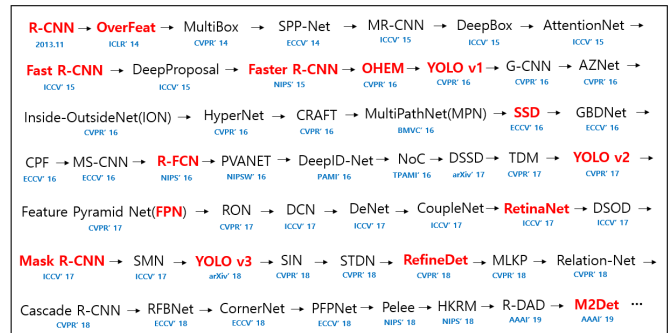 R-CNN → OverFeat → MultiBox → SPP-Net → MR-CNN → DeepBox → AttentionNet →
2013.11 ICLR' 14 CVPR' 14 ECCV' 14 ICCV' 15 ICCV' 15 ICCV' 15
Fast R-CNN → DeepProposal → Faster R-CNN → OHEM → YOLO v1 → G-CNN → AZNet →
ICCV' 15 ICCV' 15 NIPS' 15 CVPR' 16 CVPR' 16 CVPR' 16 CVPR' 16
Inside-OutsideNet(ION) → HyperNet → CRAFT → MultiPathNet(MPN) → SSD → GBDNet →
CVPR' 16 CVPR' 16 CVPR' 16 BMVC' 16 ECCV' 16 ECCV' 16
CPF → MS-CNN → R-FCN → PVANET → DeepID-Net → NoC → DSSD → TDM → YOLO v2 →
ECCV' 16 ECCV' 16 NIPS' 16 NIPSW' 16 PAMI' 16 TPAMI' 16 arXiv' 17 CVPR' 17 CVPR' 17
Feature Pyramid Net(FPN) → RON → DCN → DeNet → CoupleNet → RetinaNet → DSOD →
CVPR' 17 CVPR' 17 ICCV' 17 ICCV' 17 ICCV' 17 ICCV' 17 ICCV' 17
Mask R-CNN → SMN → YOLO v3 → SIN → STDN → RefineDet → MLKP → Relation-Net →
ICCV' 17 ICCV' 17 arXiv' 18 CVPR' 18 CVPR' 18 CVPR' 18 CVPR' 18 CVPR' 18
Cascade R-CNN → RFBNet → CornerNet → PFPNet → Pelee → HKRM → R-DAD → M2Det ···
CVPR' 18 ECCV' 18 ECCV' 18 ECCV' 18 NIPS' 18 NIPS' 18 AAAI' 19 AAAI' 19